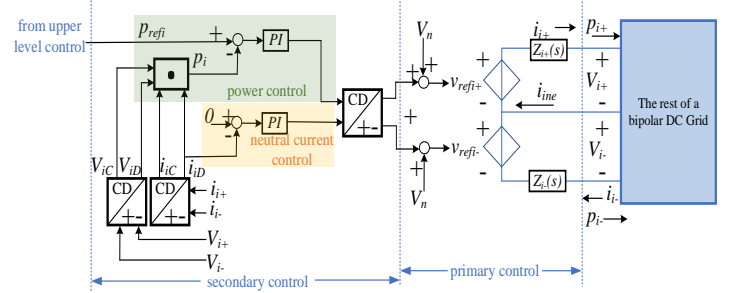 from upper
level control
p_refi
+
-
PI
p_i
power control
0
+
-
PI
neutral current
control
V_iC
V_iD
i_iC
i_iD
CD
+-
CD
+-
i_i+
i_i-
V_i+
V_i-
CD
+-
V_n
+
+
v_refi+
+
v_refi-
+
V_n
+
-
+
-
i_i+
Z_i+(s)
i_ine
Z_i-(s)
p_i+
+
V_i+
-
+
V_i-
-
i_i-
p_i-
The rest of a
bipolar DC Grid
secondary control
primary control